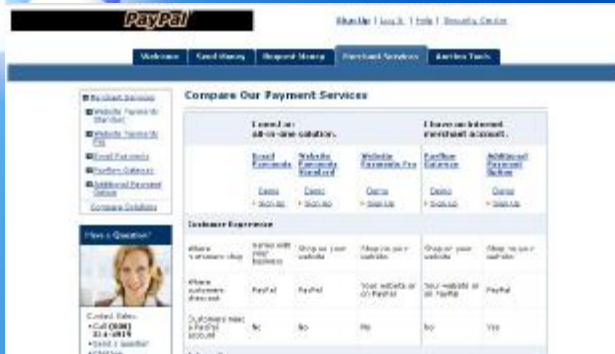 PayPal
Sign Up | Log In | Help | Security Center
Welcome Send Money Request Money Merchant Services Auction Tools
Merchant Services
Website Payments Standard
Website Payments Pro
Email Payments
Payflow Gateway
Additional Payment Option
Compare Solutions
Have a Question?
Contact Sales:
Call
Compare Our Payment Services
I need an all-in-one solution.
I have an Internet merchant account.
Email Payments
Website Payments Standard
Website Payments Pro
Payflow Gateway
Additional Payment Option
Demo Demo Demo Demo Demo
Sign Up Sign Up Sign Up Sign Up Sign Up
Customer Experience
Where customers shop
your business
Shop on your website
Shop on your website
Shop on your website
Shop on your website
Where customers checkout
PayPal
PayPal
Your website or on PayPal
Your website or on PayPal
PayPal
Customers need a PayPal account
No No No No Yes